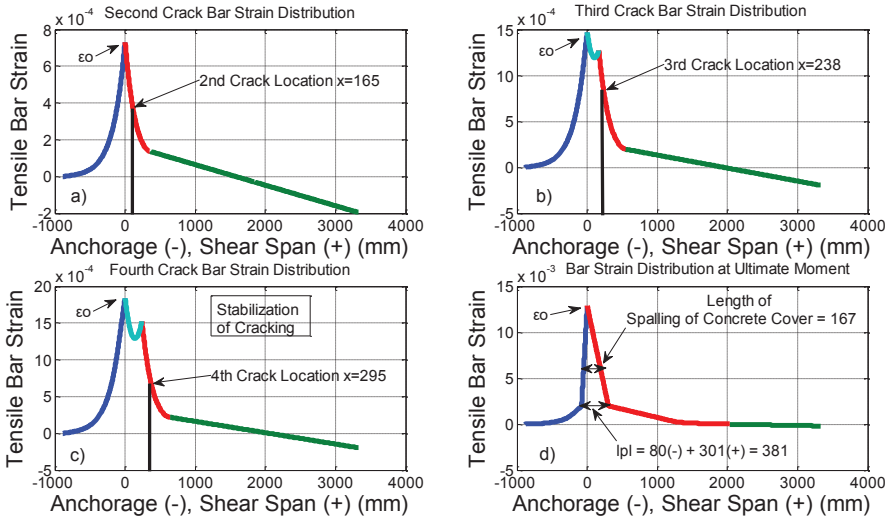 Second Crack Bar Strain Distribution
x 10⁻⁴
8
6
4
2
0
-2
-1000 0 1000 2000 3000 4000
Tensile Bar Strain
Anchorage (-), Shear Span (+) (mm)
εo
2nd Crack Location x=165
a)
Third Crack Bar Strain Distribution
x 10⁻⁴
15
10
5
0
-5
-1000 0 1000 2000 3000 4000
Tensile Bar Strain
Anchorage (-), Shear Span (+) (mm)
εo
3rd Crack Location x=238
b)
Fourth Crack Bar Strain Distribution
x 10⁻⁴
20
15
10
5
0
-5
-1000 0 1000 2000 3000 4000
Tensile Bar Strain
Anchorage (-), Shear Span (+) (mm)
εo
Stabilization
of Cracking
4th Crack Location x=295
c)
Bar Strain Distribution at Ultimate Moment
x 10⁻³
15
10
5
0
-5
-1000 0 1000 2000 3000 4000
Tensile Bar Strain
Anchorage (-), Shear Span (+) (mm)
εo
Length of
Spalling of Concrete Cover = 167
lpl = 80(-) + 301(+) = 381
d)